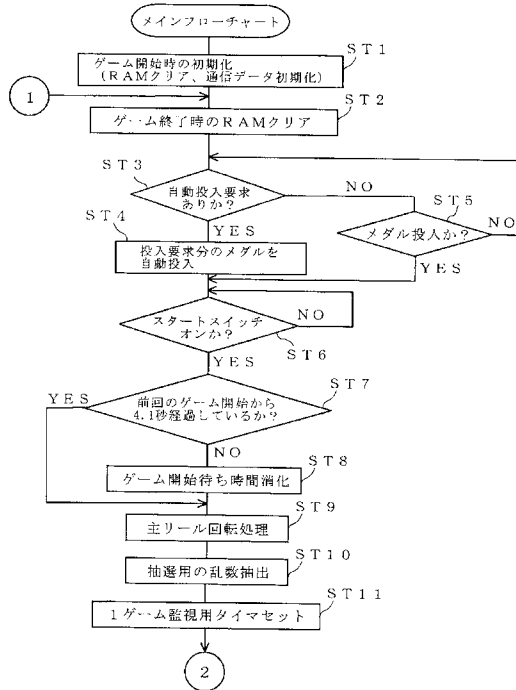 メインフローチャート
ST1
ゲーム開始時の初期化
(RAMクリア、通信データ初期化)
1
ST2
ゲーム終了時のRAMクリア
ST3
自動投入要求
ありか?
NO
ST5
メダル投入か?
NO
YES
ST4
YES
投入要求分のメダルを
自動投入
スタートスイッチ
オンか?
NO
ST6
YES
ST7
YES
前回のゲーム開始から
4.1秒経過しているか?
NO
ST8
ゲーム開始待ち時間消化
ST9
主リール回転処理
ST10
抽選用の乱数抽出
ST11
1ゲーム監視用タイマセット
2